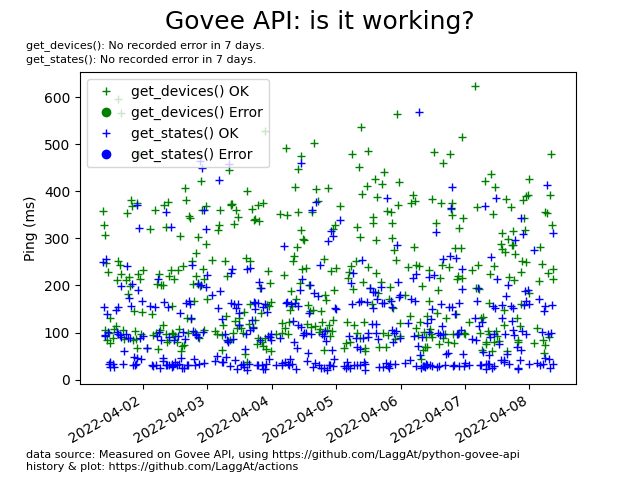 Govee API: is it working?
get_devices(): No recorded error in 7 days.
get_states(): No recorded error in 7 days.
get_devices() OK
get_devices() Error
get_states() OK
get_states() Error
Ping (ms)
600
500
400
300
200
100
0
2022-04-02
2022-04-03
2022-04-04
2022-04-05
2022-04-06
2022-04-07
2022-04-08
data source: Measured on Govee API, using https://github.com/LaggAt/python-govee-api
history & plot: https://github.com/LaggAt/actions